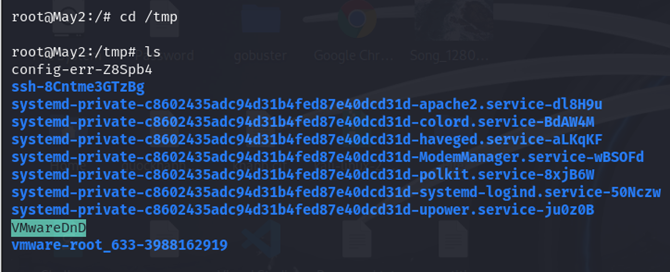 root@May2:/# cd /tmp
root@May2:/tmp# ls
config-err-Z8Spb4
ssh-8Cntme3GTzBg
systemd-private-c8602435adc94d31b4fed87e40dcd31d-apache2.service-dl8H9u
systemd-private-c8602435adc94d31b4fed87e40dcd31d-colord.service-BdAW4M
systemd-private-c8602435adc94d31b4fed87e40dcd31d-haveged.service-aLKqKF
systemd-private-c8602435adc94d31b4fed87e40dcd31d-ModemManager.service-wBSOFd
systemd-private-c8602435adc94d31b4fed87e40dcd31d-polkit.service-8xjB6W
systemd-private-c8602435adc94d31b4fed87e40dcd31d-systemd-logind.service-50Nczw
systemd-private-c8602435adc94d31b4fed87e40dcd31d-upower.service-ju0z0B
VMwareDnD
vmware-root_633-3988162919
gobuster
Google Chr...